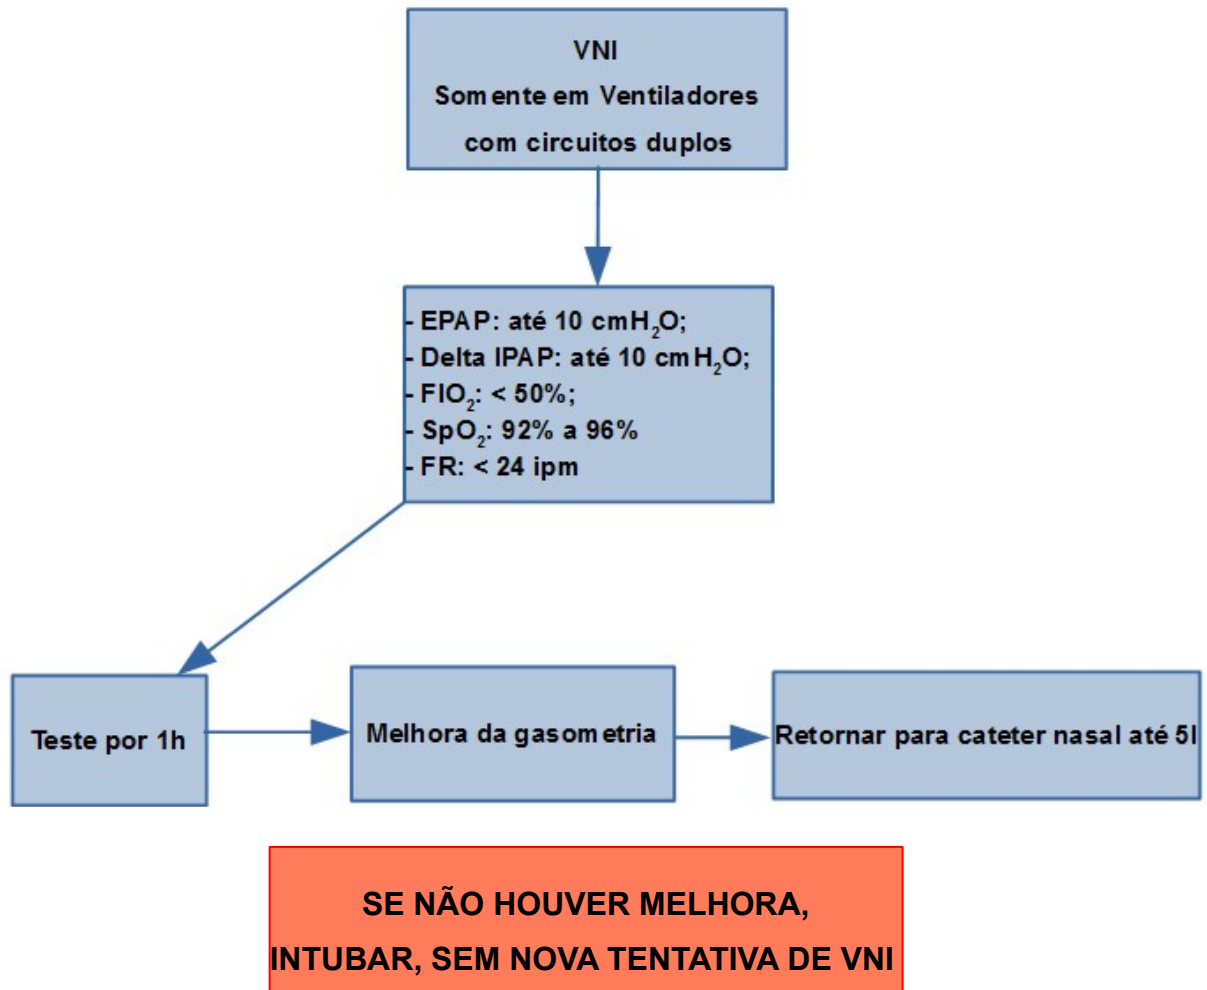 VNI
Somente em Ventiladores
com circuitos duplos
- EPAP: até 10 cmH₂O;
- Delta IPAP: até 10 cmH₂O;
- FIO₂: < 50%;
- SpO₂: 92% a 96%
- FR: < 24 ipm
Teste por 1h
Melhora da gasometria
Retornar para cateter nasal até 5l
SE NÃO HOUVER MELHORA,
INTUBAR, SEM NOVA TENTATIVA DE VNI